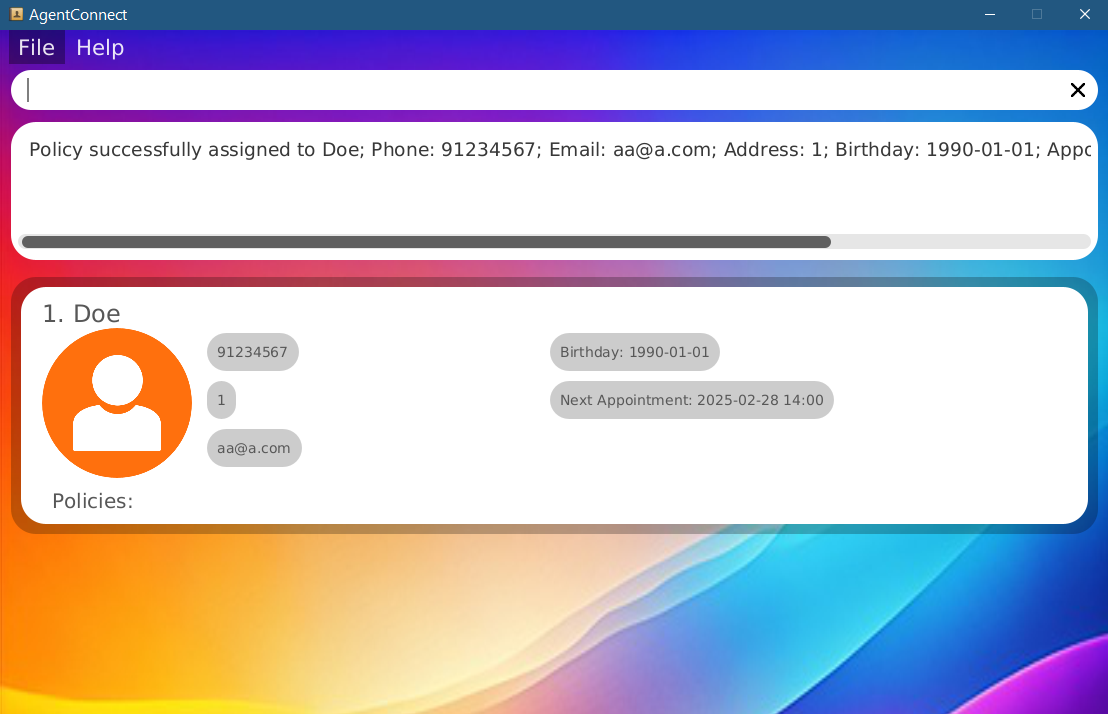 AgentConnect
File Help
Policy successfully assigned to Doe; Phone: 91234567; Email: aa@a.com; Address: 1; Birthday: 1990-01-01; Appo
1. Doe
91234567
Birthday: 1990-01-01
1
Next Appointment: 2025-02-28 14:00
aa@a.com
Policies: